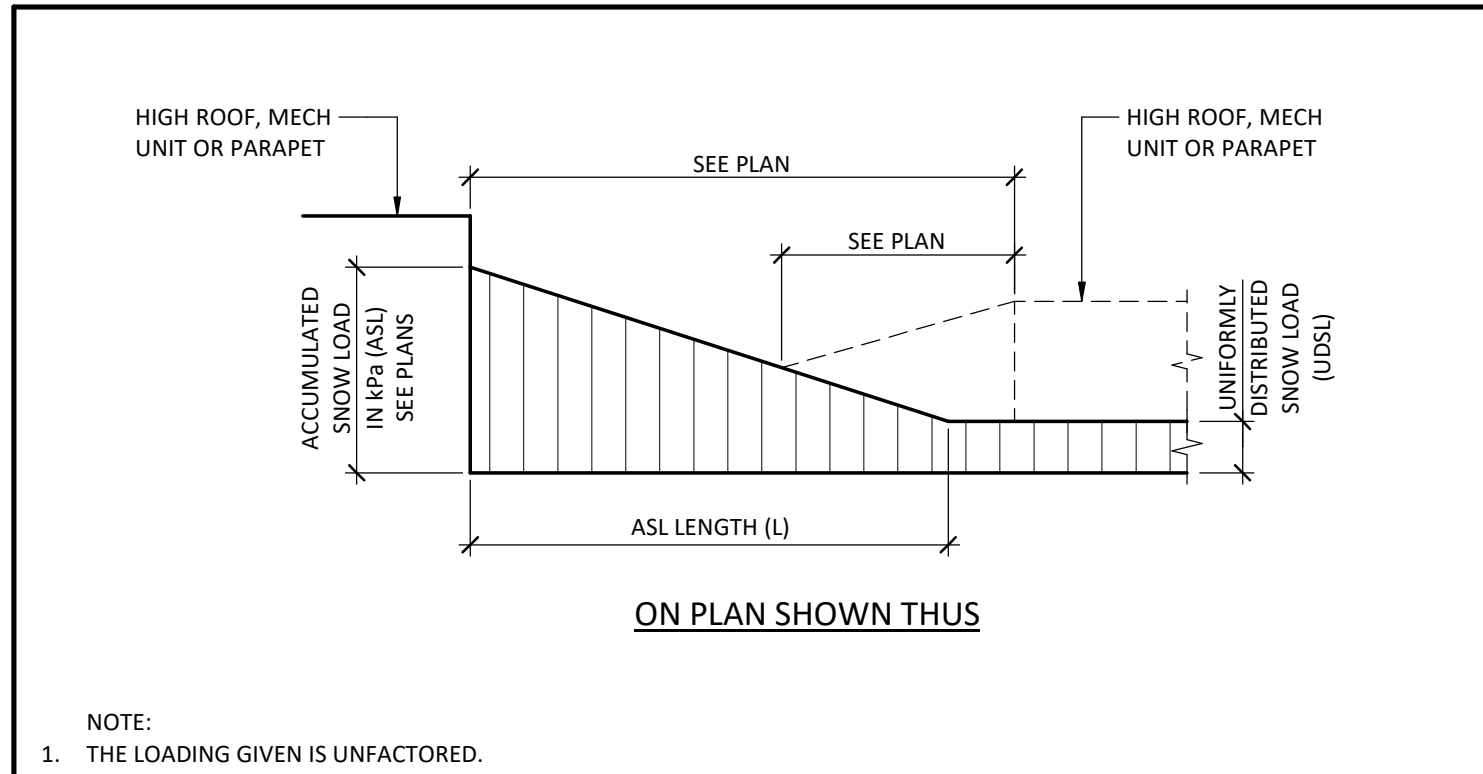 HIGH ROOF, MECH
UNIT OR PARAPET
HIGH ROOF, MECH
UNIT OR PARAPET
SEE PLAN
SEE PLAN
ACCUMULATED
SNOW LOAD
IN kPa (ASL)
SEE PLANS
UNIFORMLY
DISTRIBUTED
SNOW LOAD
(UDSL)
ASL LENGTH (L)
ON PLAN SHOWN THUS
NOTE:
1. THE LOADING GIVEN IS UNFACTORED.